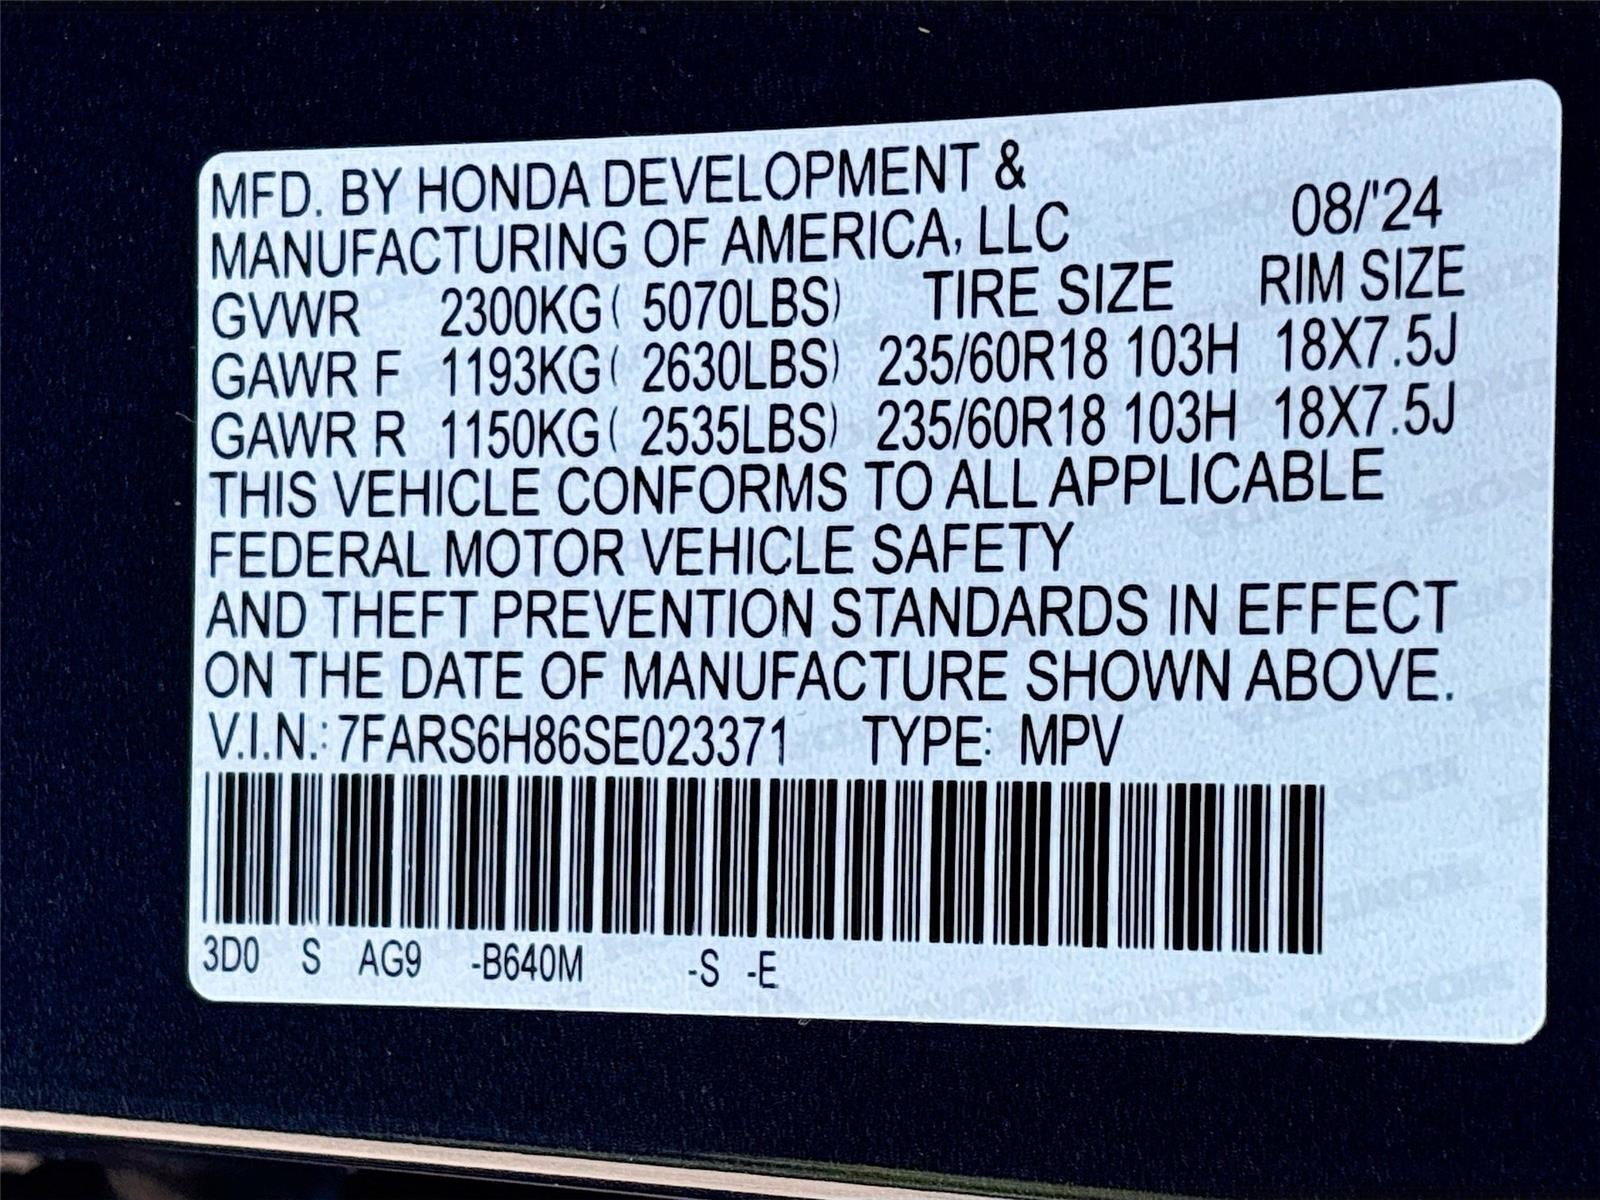 MFD. BY HONDA DEVELOPMENT &
MANUFACTURING OF AMERICA, LLC 08/'24
GVWR 2300KG( 5070LBS) TIRE SIZE RIM SIZE
GAWR F 1193KG( 2630LBS) 235/60R18 103H 18X7.5J
GAWR R 1150KG( 2535LBS) 235/60R18 103H 18X7.5J
THIS VEHICLE CONFORMS TO ALL APPLICABLE
FEDERAL MOTOR VEHICLE SAFETY
AND THEFT PREVENTION STANDARDS IN EFFECT
ON THE DATE OF MANUFACTURE SHOWN ABOVE.
V.I.N.: 7FARS6H86SE023371 TYPE: MPV
3D0 S AG9 -B640M -S -E